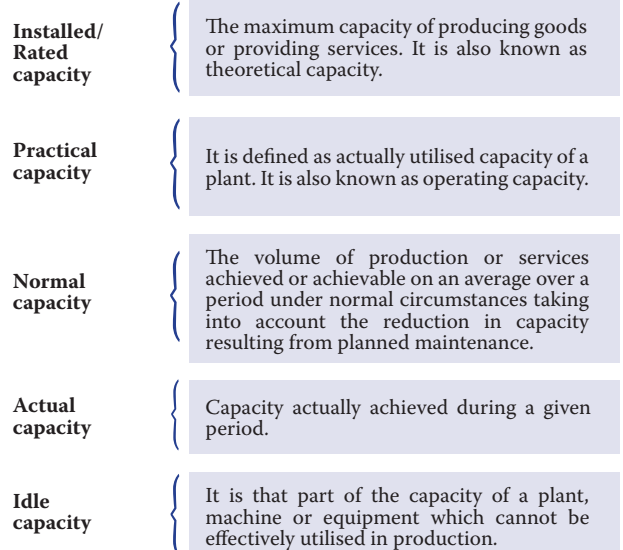 Installed/
Rated
capacity
The maximum capacity of producing goods
or providing services. It is also known as
theoretical capacity.
Practical
capacity
It is defined as actually utilised capacity of a
plant. It is also known as operating capacity.
Normal
capacity
The volume of production or services
achieved or achievable on an average over a
period under normal circumstances taking
into account the reduction in capacity
resulting from planned maintenance.
Actual
capacity
Capacity actually achieved during a given
period.
Idle
capacity
It is that part of the capacity of a plant,
machine or equipment which cannot be
effectively utilised in production.